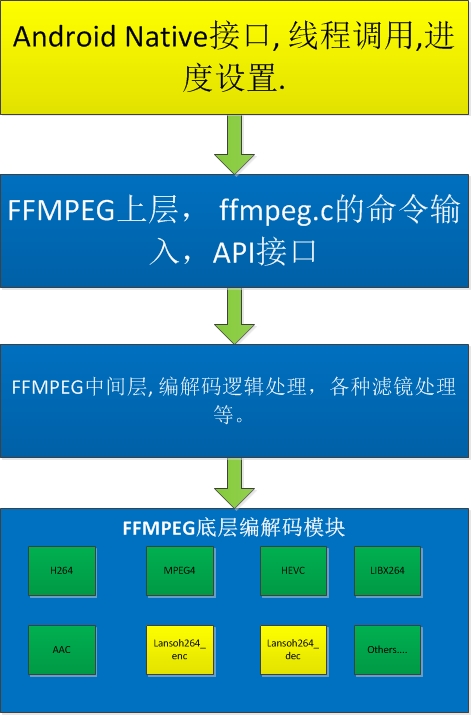 Android Native接口, 线程调用,进
度设置.
FFMPEG上层， ffmpeg.c的命令输
入，API接口
FFMPEG中间层, 编解码逻辑处理，各种滤镜处理
等。
FFMPEG底层编解码模块
H264
MPEG4
HEVC
LIBX264
AAC
Lansoh264_
enc
Lansoh264_
dec
Others....